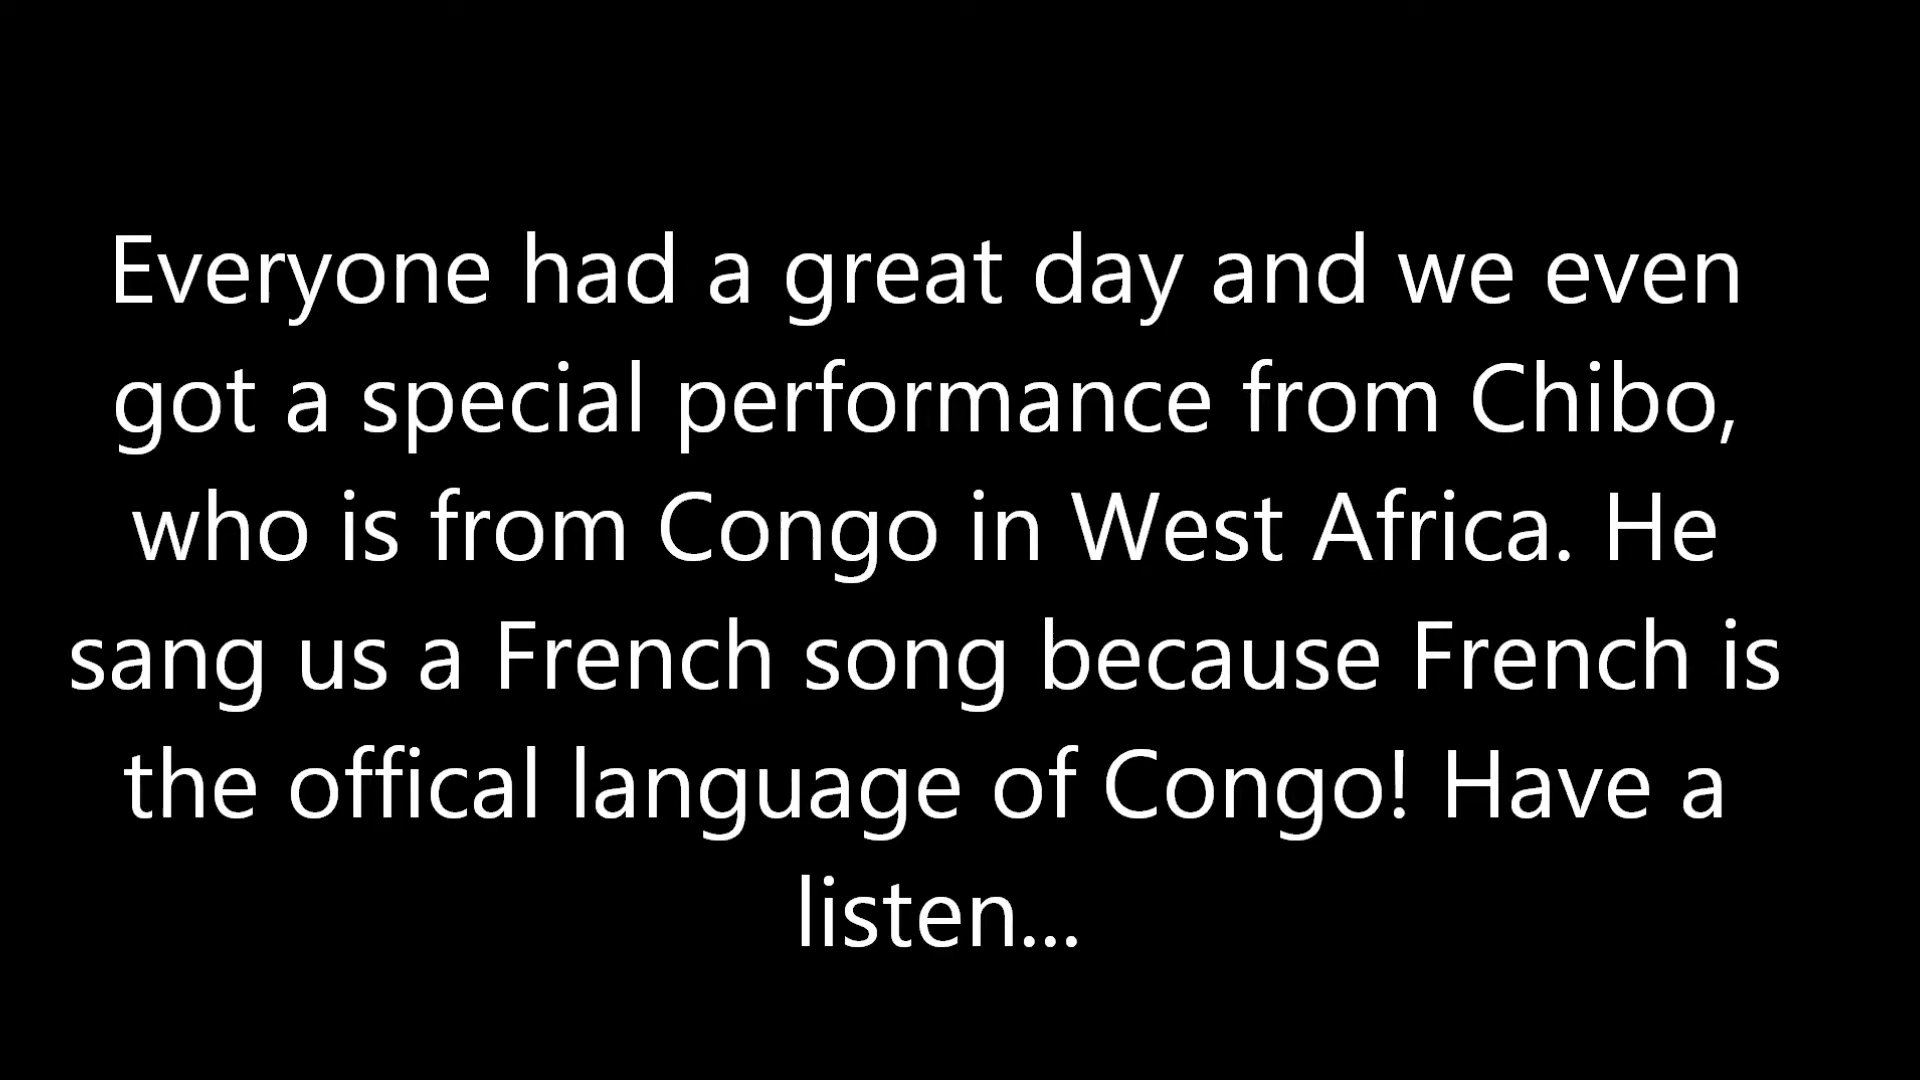 Everyone had a great day and we even
got a special performance from Chibo,
who is from Congo in West Africa. He
sang us a French song because French is
the offical language of Congo! Have a
listen...